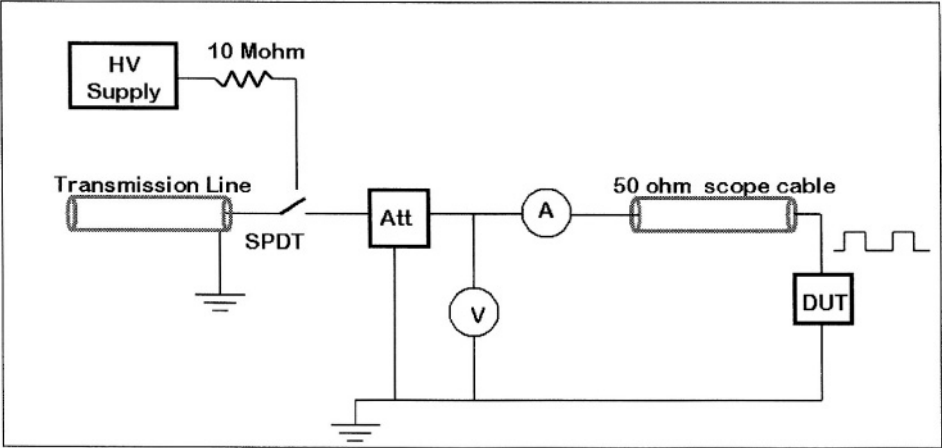 10 Mohm
HV
Supply
Transmission Line
50 ohm scope cable
SPDT
Att
A
V
DUT